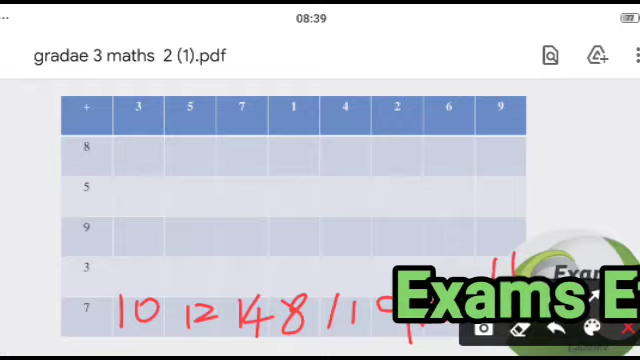 08:39
77
gradae 3 maths 2 (1).pdf
+ 3 5 7 1 4 2 6 9
8
5
9
3
7 10 12 14 8 11
Exams